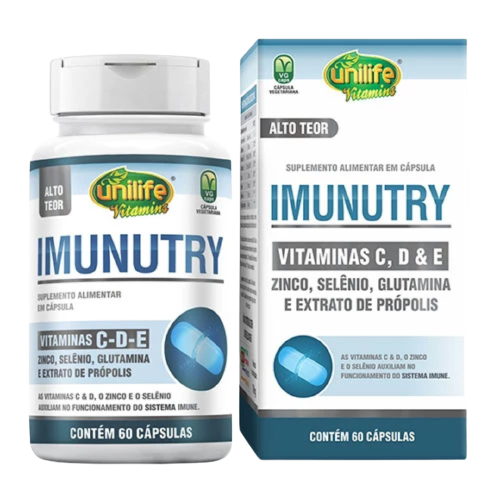 ALTO
TEOR
unilife
Vitamins
VG
caps
CÁPSULA
VEGETARIANA
IMUNUTRY
SUPLEMENTO ALIMENTAR
EM CÁPSULA
VITAMINAS C-D-E
ZINCO, SELÊNIO, GLUTAMINA
E EXTRATO DE PRÓPOLIS
AS VITAMINAS C & D, O ZINCO E O SELÊNIO
AUXILIAM NO FUNCIONAMENTO DO SISTEMA IMUNE.
CONTÉM 60 CÁPSULAS
VG
caps
CÁPSULA
VEGETARIANA
unilife
Vitamins
ALTO TEOR
SUPLEMENTO ALIMENTAR EM CÁPSULA
IMUNUTRY
VITAMINAS C, D & E
ZINCO, SELÊNIO, GLUTAMINA
E EXTRATO DE PRÓPOLIS
AS VITAMINAS C & D, O ZINCO
E O SELÊNIO AUXILIAM NO
FUNCIONAMENTO DO SISTEMA IMUNE.
CONTÉM 60 CÁPSULAS